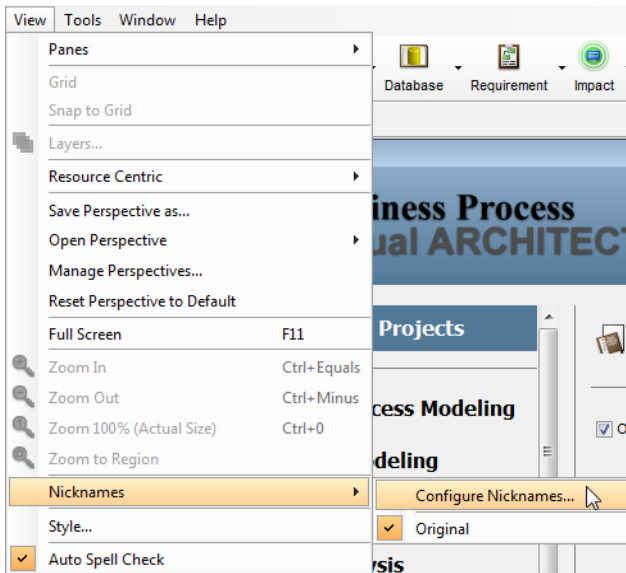 View Tools Window Help
Panes
Database Requirement Impact
Grid
Snap to Grid
Layers...
Resource Centric
Save Perspective as...
iness Process
Open Perspective
ual ARCHITEC
Manage Perspectives...
Reset Perspective to Default
Full Screen F11
Projects
Zoom In Ctrl+Equals
Zoom Out Ctrl+Minus
cess Modeling
Zoom 100% (Actual Size) Ctrl+0
O
Zoom to Region
deling
Nicknames
Configure Nicknames...
Style...
Original
Auto Spell Check
ysis